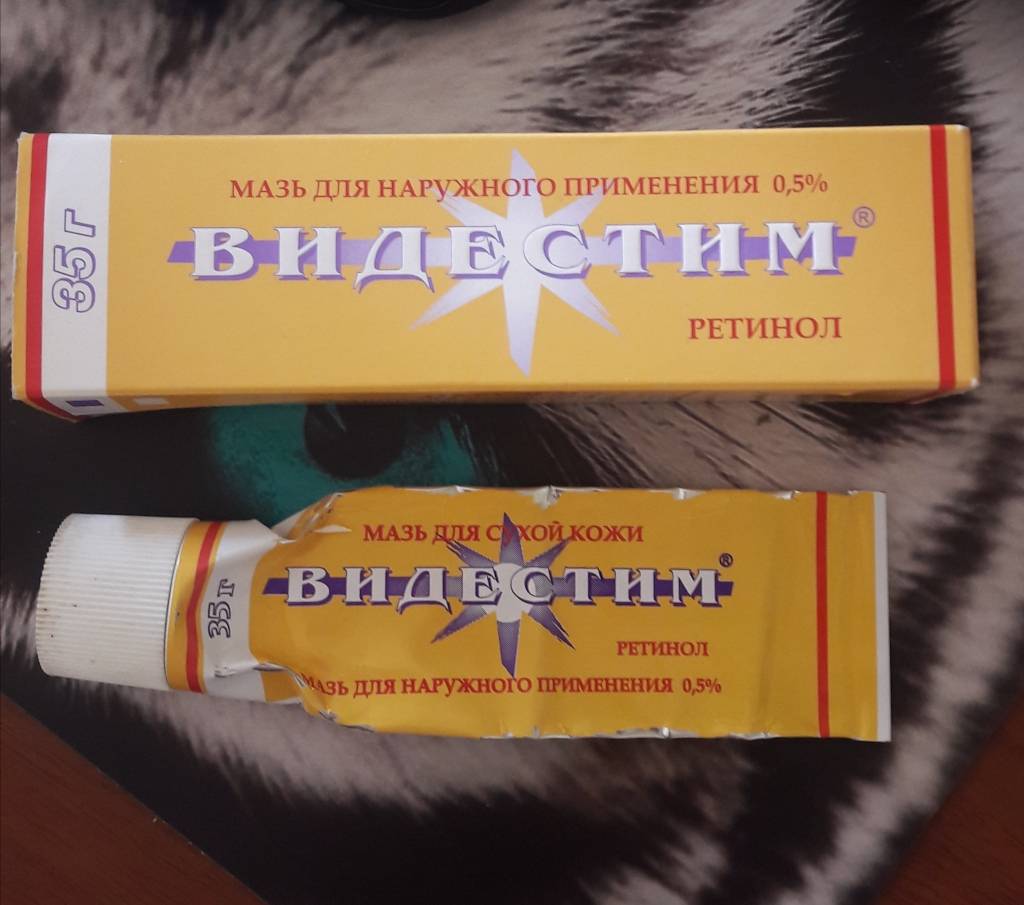 35 г
МАЗЬ ДЛЯ НАРУЖНОГО ПРИМЕНЕНИЯ 0,5%
ВИДЕСТИМ®
РЕТИНОЛ
35 г
МАЗЬ ДЛЯ СУХОЙ КОЖИ
ВИДЕСТИМ®
РЕТИНОЛ
МАЗЬ ДЛЯ НАРУЖНОГО ПРИМЕНЕНИЯ 0,5%